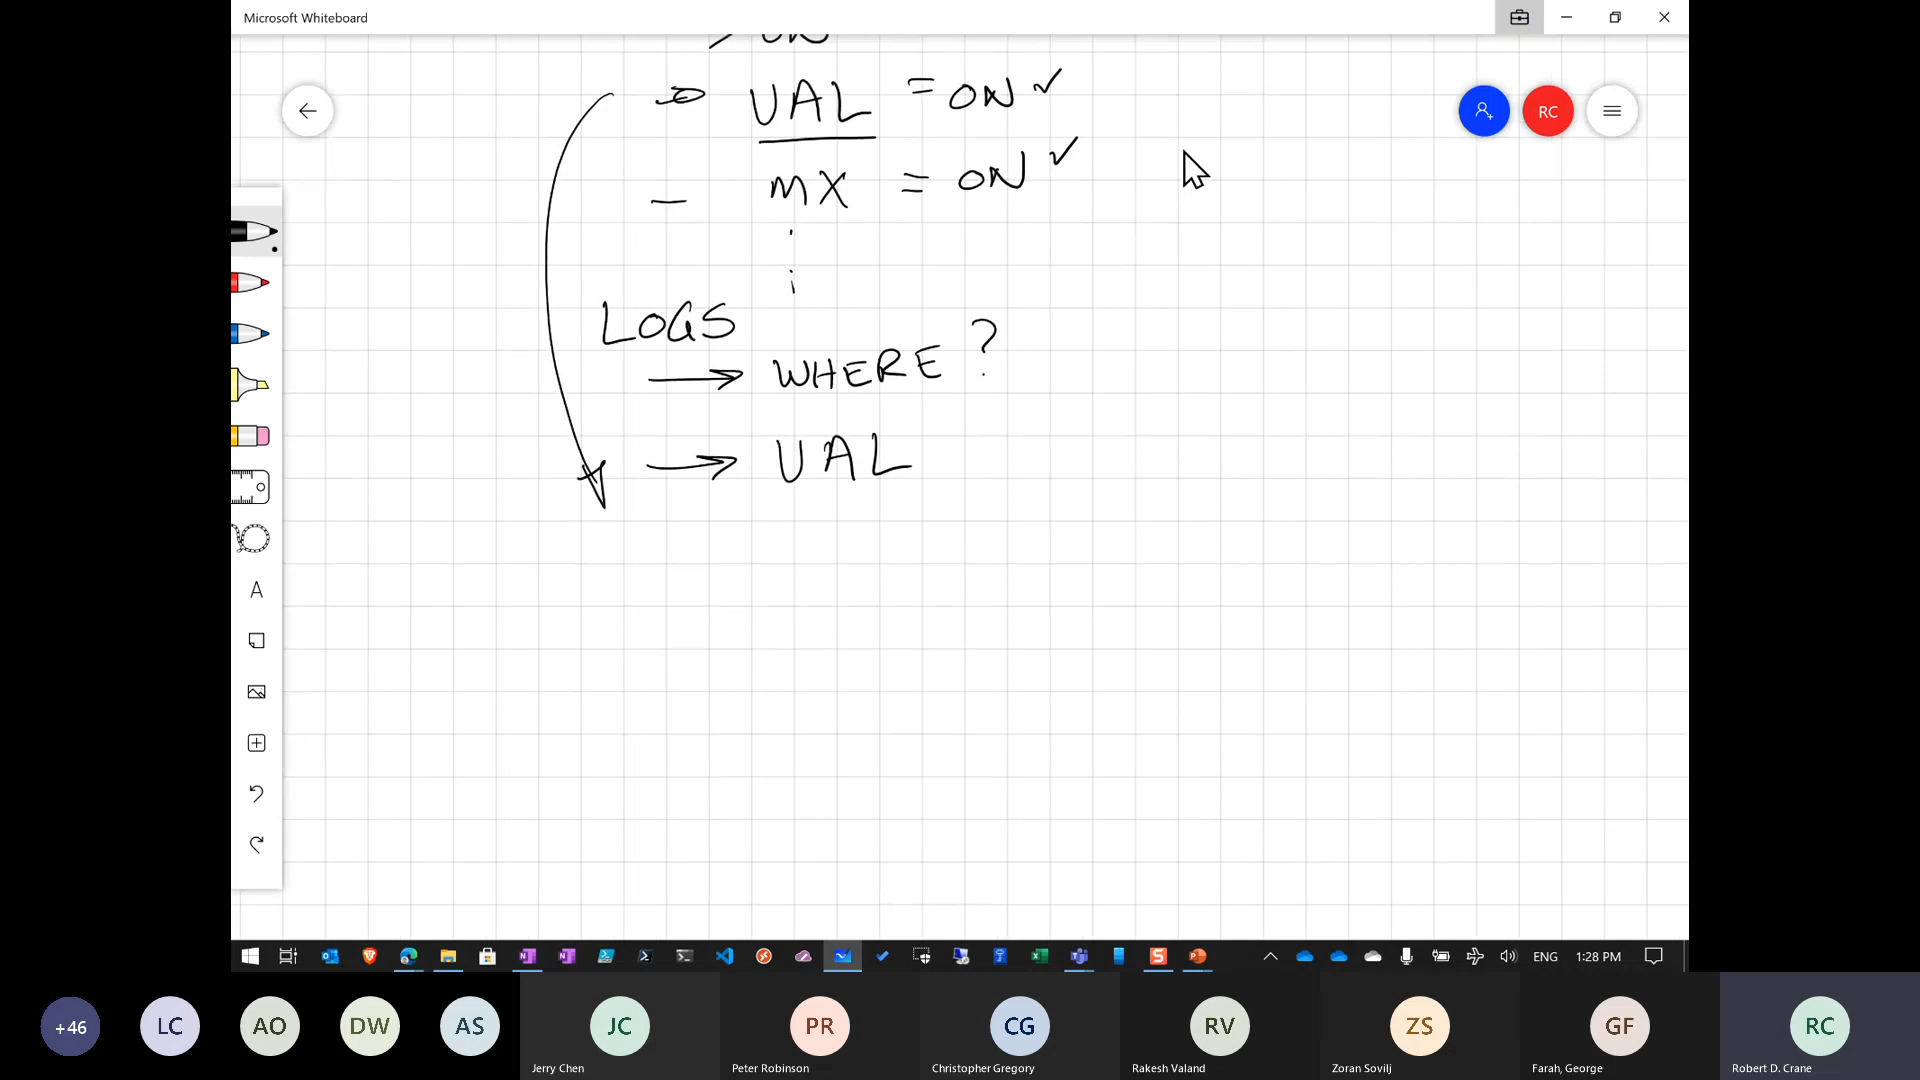 Microsoft Whiteboard
> ON
UAL = ON ✓
— MX = ON ✓
LOGS
→ WHERE ?
→ UAL
RC
A
ENG
1:28 PM
+46
LC
AO
DW
AS
JC
PR
CG
RV
ZS
GF
RC
Jerry Chen
Peter Robinson
Christopher Gregory
Rakesh Valand
Zoran Sovilj
Farah, George
Robert D. Crane